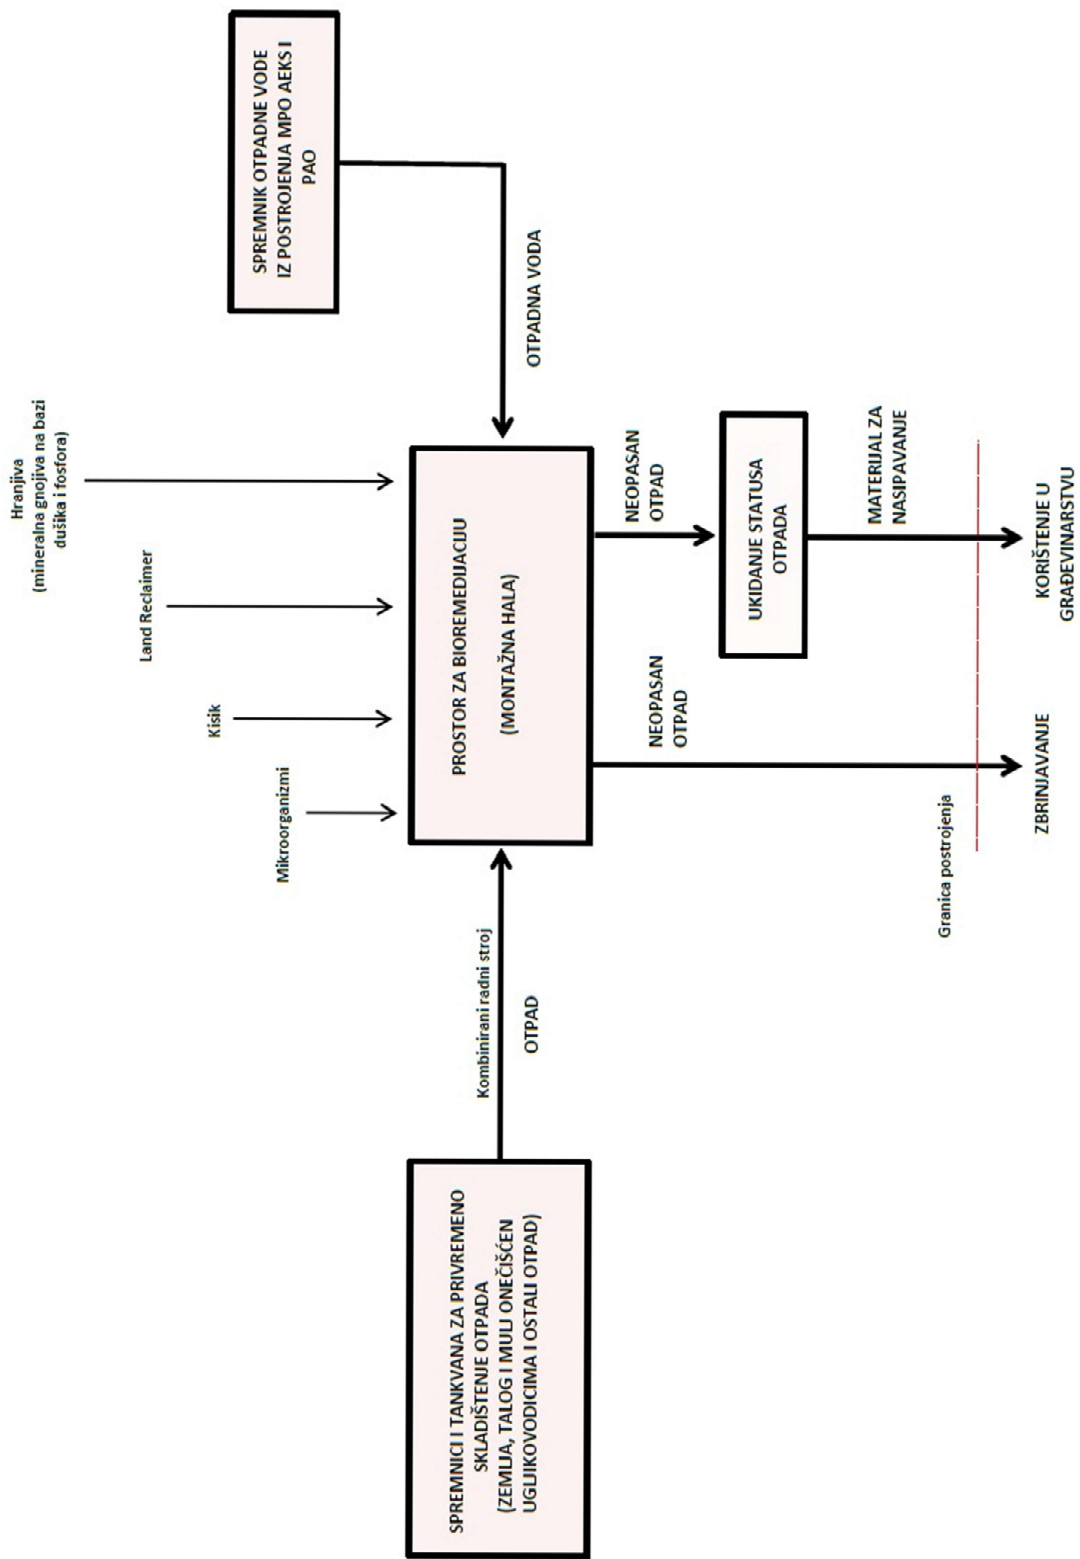 Hranjiva
(mineralna gnojiva na bazi
dušika i fosfora)
Land Reclaimer
Kisik
Mikroorganizmi
SPREMNIK OTPADNE VODE
IZ POSTROJENJA MPO AEKS I
PAO
OTPADNA VODA
SPREMNICI I TANKVANA ZA PRIVREMENO
SKLADIŠTENJE OTPADA
(ZEMLJA, TALOG I MULJ ONEČIŠĆEN
UGLJIKOVODICIMA I OSTALI OTPAD)
Kombinirani radni stroj
OTPAD
PROSTOR ZA BIOREMEDIJACIJU
(MONTAŽNA HALA)
NEOPASAN
OTPAD
NEOPASAN
OTPAD
UKIDANJE STATUSA
OTPADA
MATERIJAL ZA
NASIPAVANJE
Granica postrojenja
ZBRINJAVANJE
KORIŠTENJE U
GRAĐEVINARSTVU